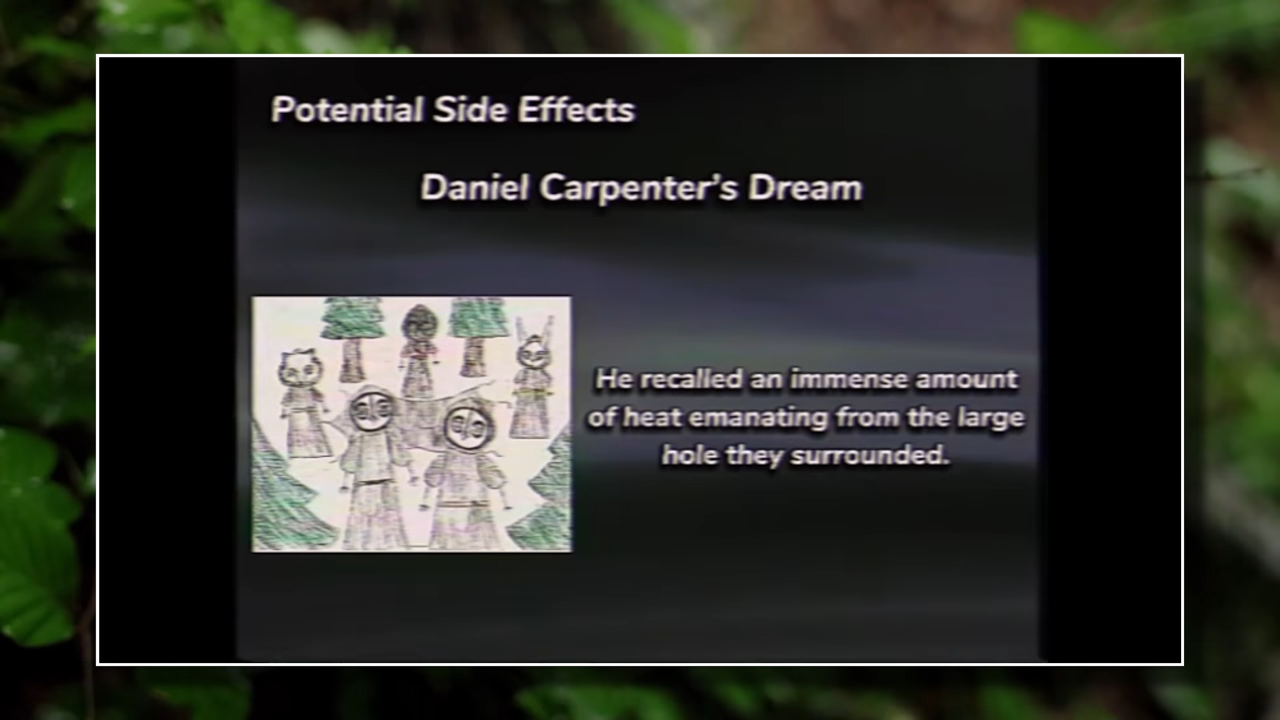 Potential Side Effects
Daniel Carpenter's Dream
He recalled an immense amount
of heat emanating from the large
hole they surrounded.